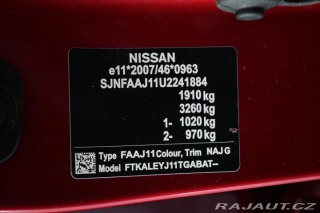 NISSAN
e11*2007/46*0963
SJNFAAJ11U2241884
1910 kg
3260 kg
1- 1020 kg
2- 970 kg
Type FAAJ11 Colour, Trim NAJ G
Model FTKALEYJ11TGABAT--
RAJAUT.CZ